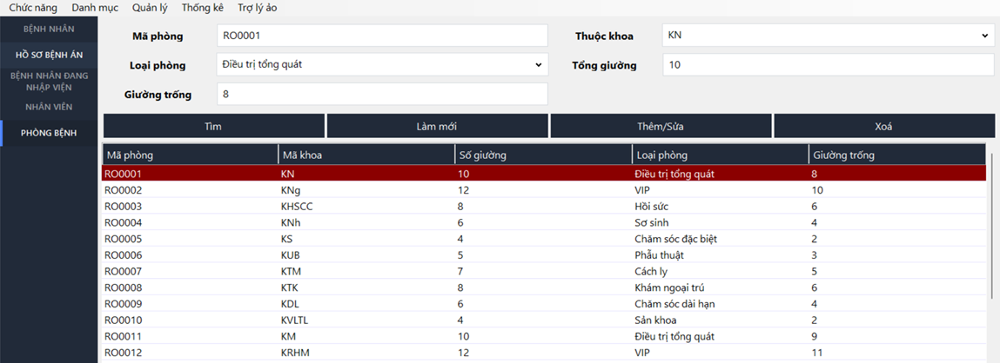 Chức năng Danh mục Quản lý Thống kê Trợ lý ảo
BỆNH NHÂN
HỒ SƠ BỆNH ÁN
BỆNH NHÂN ĐANG
NHẬP VIỆN
NHÂN VIÊN
PHÒNG BỆNH
Mã phòng RO0001 Thuộc khoa KN
Loại phòng Điều trị tổng quát Tổng giường 10
Giường trống 8
Tìm Làm mới Thêm/Sửa Xoá
Mã phòng Mã khoa Số giường Loại phòng Giường trống
RO0001 KN 10 Điều trị tổng quát 8
RO0002 KNg 12 VIP 10
RO0003 KHSCC 8 Hồi sức 6
RO0004 KNh 6 Sơ sinh 4
RO0005 KS 4 Chăm sóc đặc biệt 2
RO0006 KUB 5 Phẫu thuật 3
RO0007 KTM 7 Cách ly 5
RO0008 KTK 8 Khám ngoại trú 6
RO0009 KDL 6 Chăm sóc dài hạn 4
RO0010 KVLTL 4 Sản khoa 2
RO0011 KM 10 Điều trị tổng quát 9
RO0012 KRHM 12 VIP 11